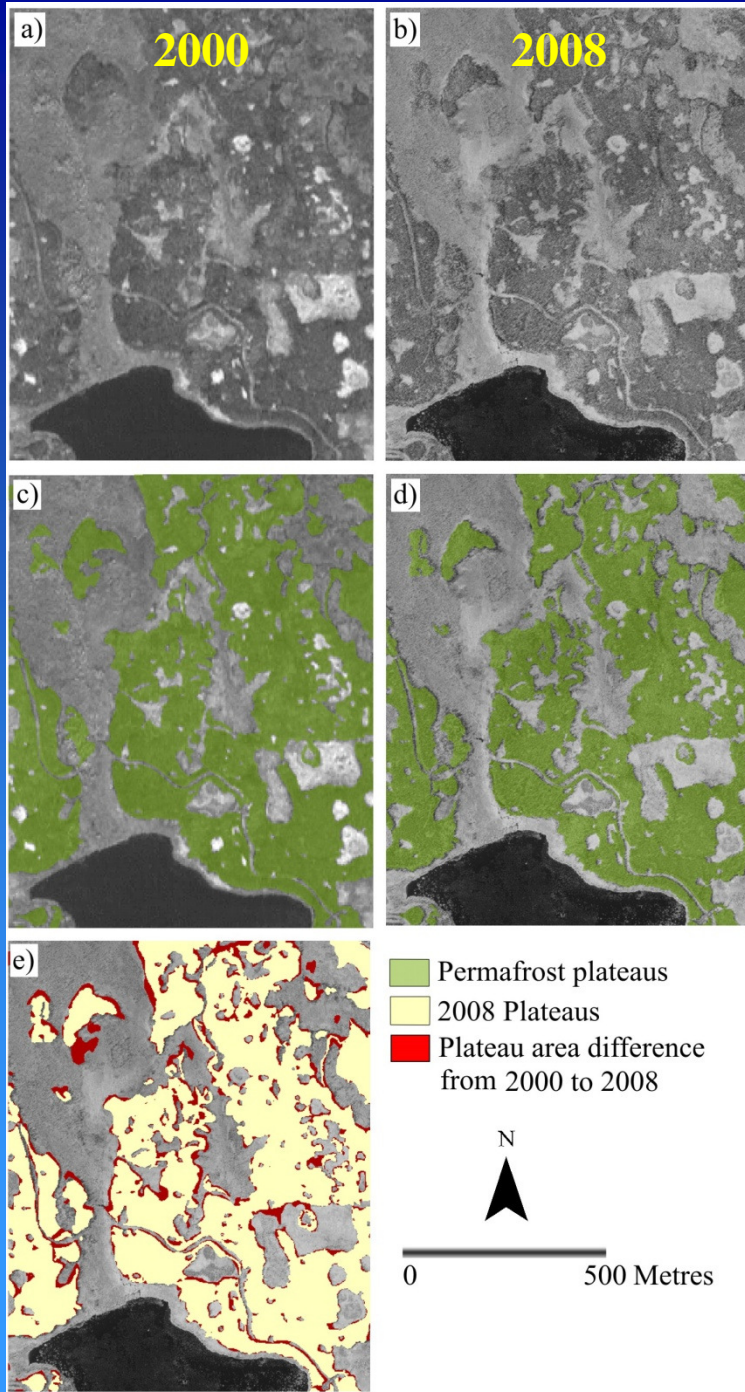 a)
2000
b)
2008
c)
d)
e)
Permafrost plateaus
2008 Plateaus
Plateau area difference
from 2000 to 2008
N
0
500 Metres